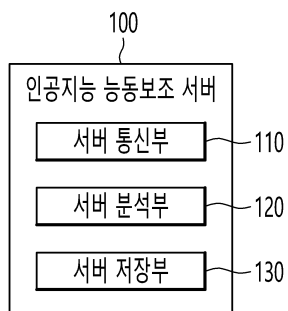 100
인공지능 능동보조 서버
서버 통신부 110
서버 분석부 120
서버 저장부 130